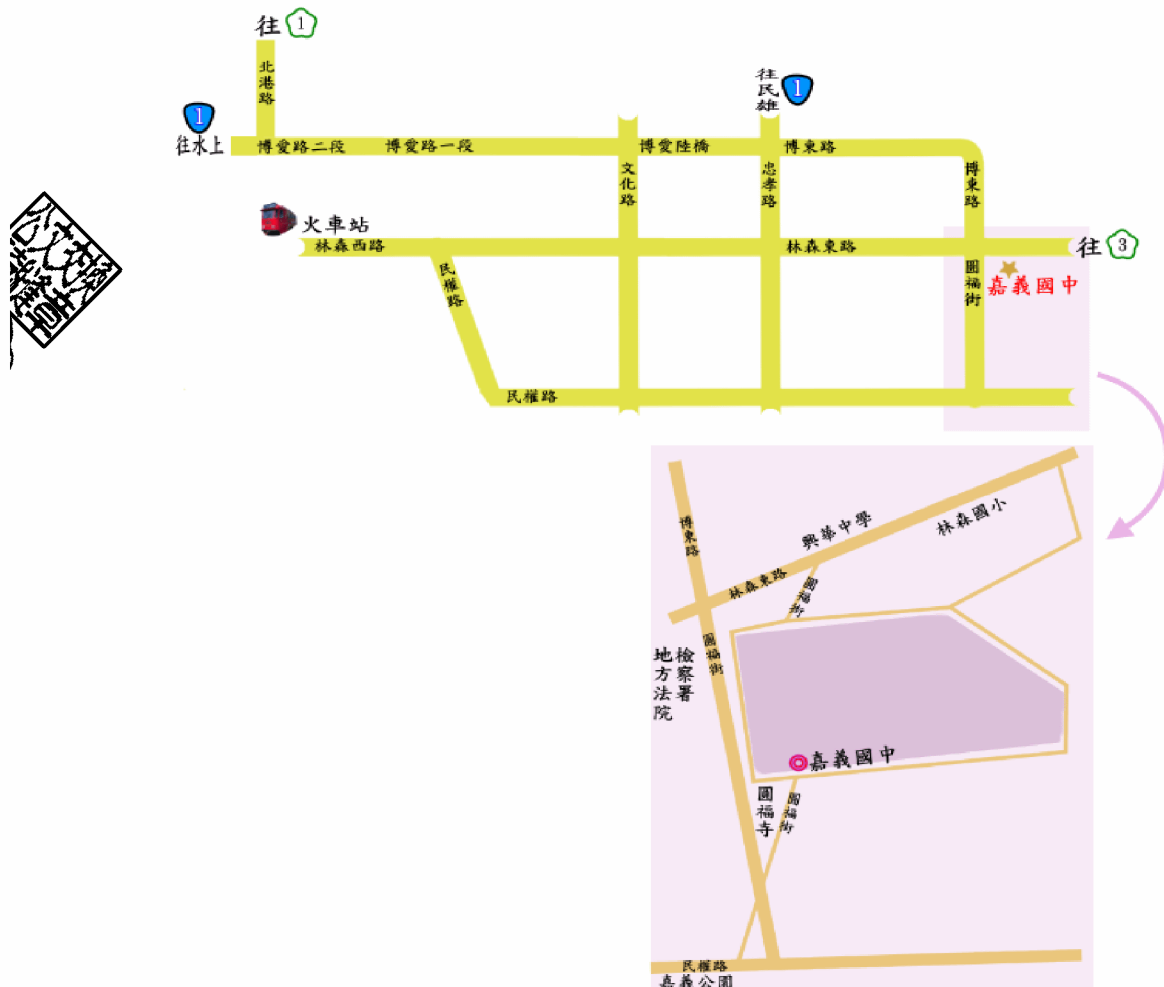 往 1
北港路
1
往水上
往民雄
1
博愛路二段
博愛路一段
博愛陸橋
博東路
文化路
忠孝路
博東路
火車站
林森西路
林森東路
往 3
民權路
圓福街
嘉義國中
民權路
博東路
興華中學
林森國小
林森東路
圓福街
圓福街
檢察署
地方法院
嘉義國中
圓福寺
圓福街
民權路
嘉義公園